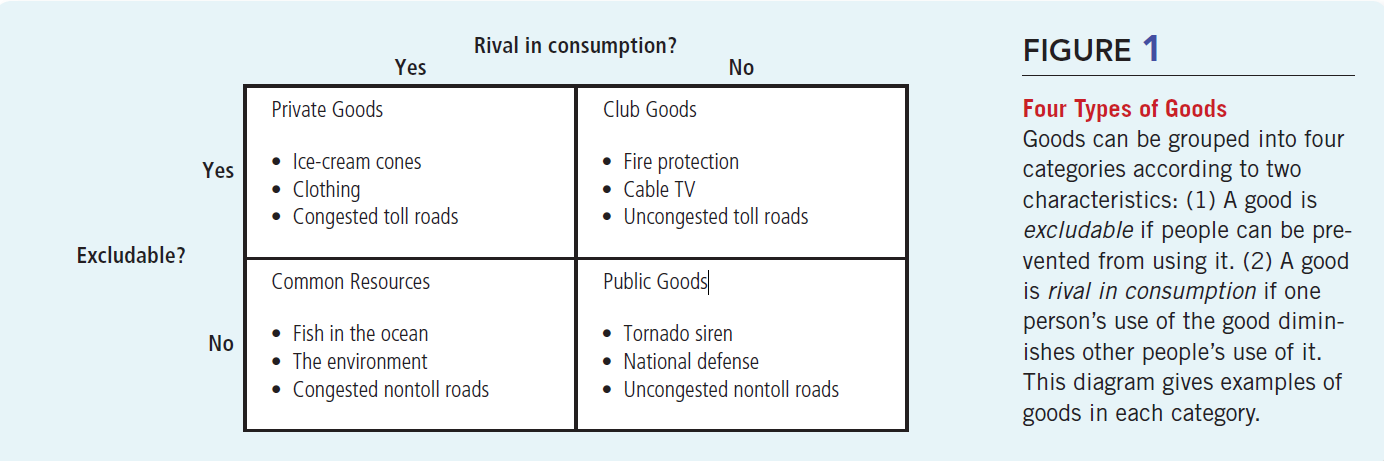 Rival in consumption?
Yes
No
Excludable?
Yes
Private Goods
• Ice-cream cones
• Clothing
• Congested toll roads
Club Goods
• Fire protection
• Cable TV
• Uncongested toll roads
No
Common Resources
• Fish in the ocean
• The environment
• Congested nontoll roads
Public Goods
• Tornado siren
• National defense
• Uncongested nontoll roads
FIGURE 1
Four Types of Goods
Goods can be grouped into four
categories according to two
characteristics: (1) A good is
excludable if people can be pre-
vented from using it. (2) A good
is rival in consumption if one
person’s use of the good dimin-
ishes other people’s use of it.
This diagram gives examples of
goods in each category.